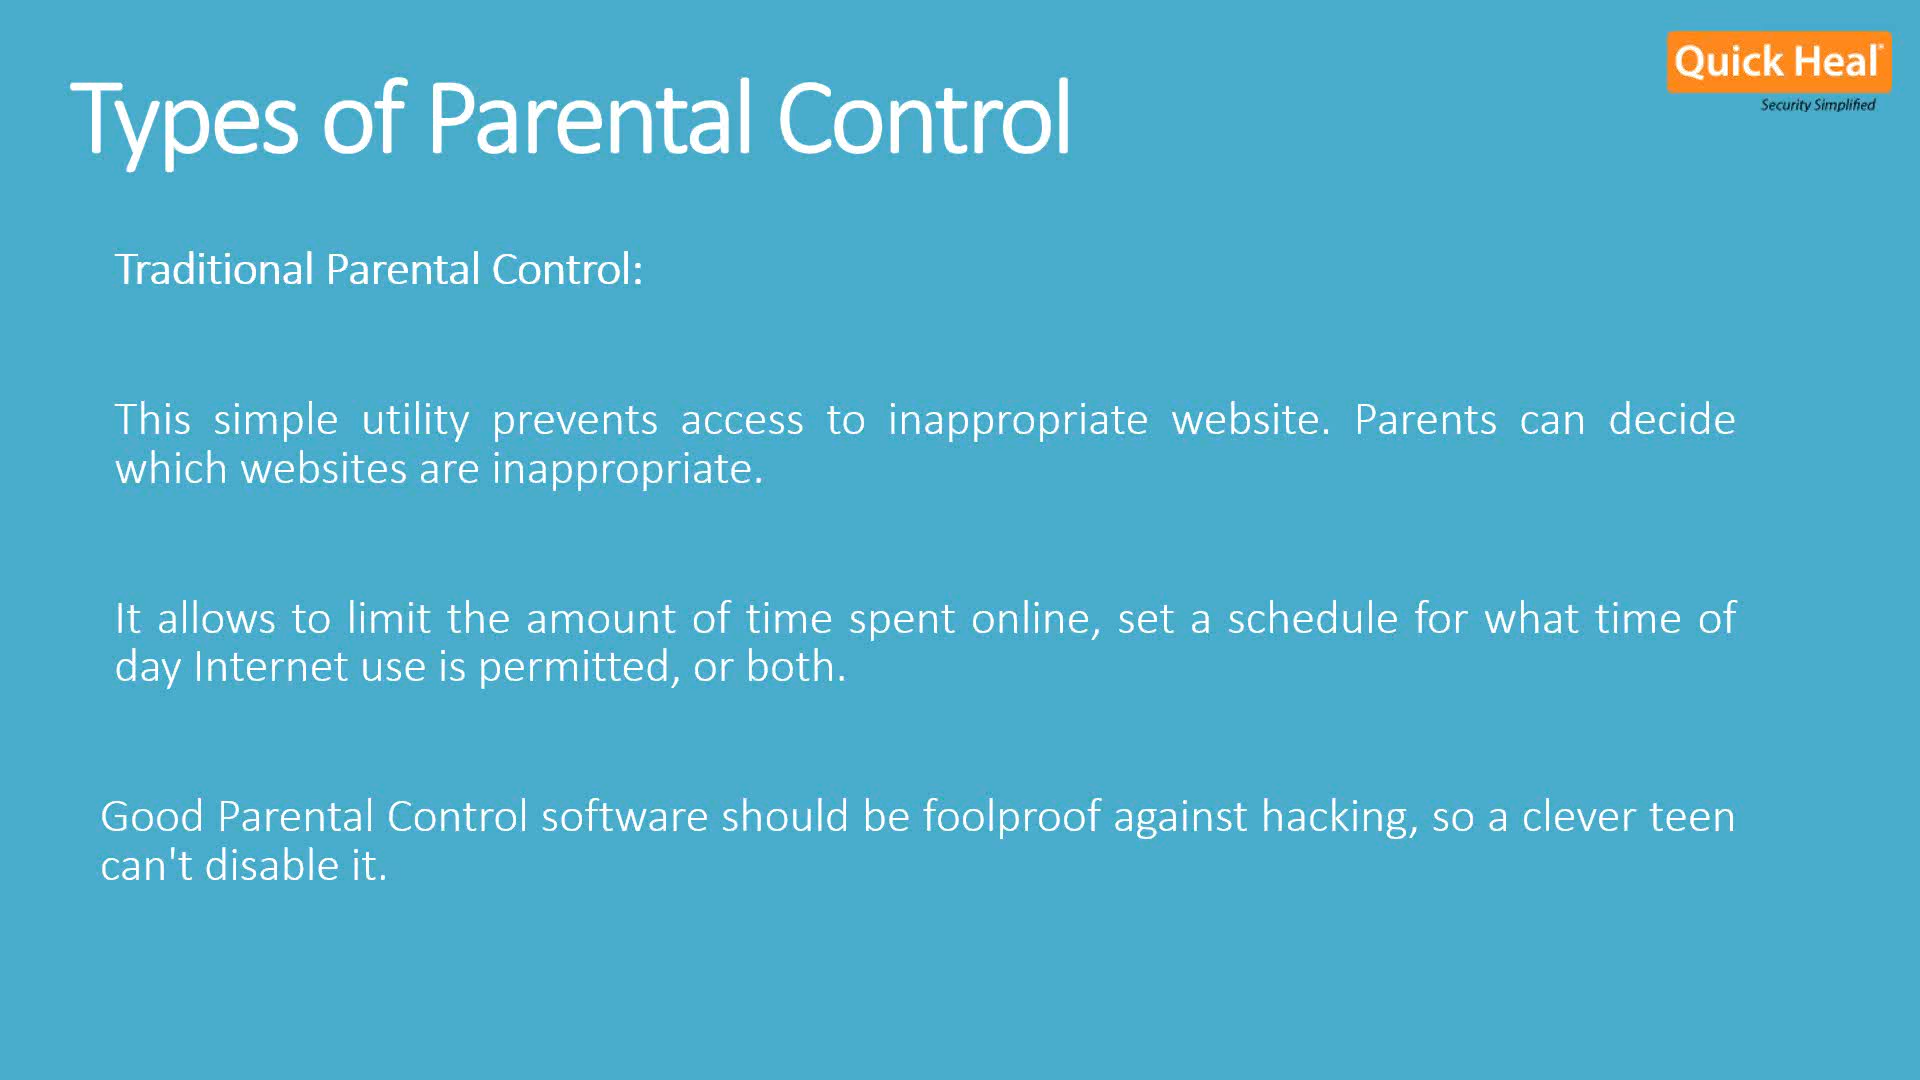 Quick Heal®
Security Simplified
Types of Parental Control
Traditional Parental Control:
This simple utility prevents access to inappropriate website. Parents can decide
which websites are inappropriate.
It allows to limit the amount of time spent online, set a schedule for what time of
day Internet use is permitted, or both.
Good Parental Control software should be foolproof against hacking, so a clever teen
can't disable it.